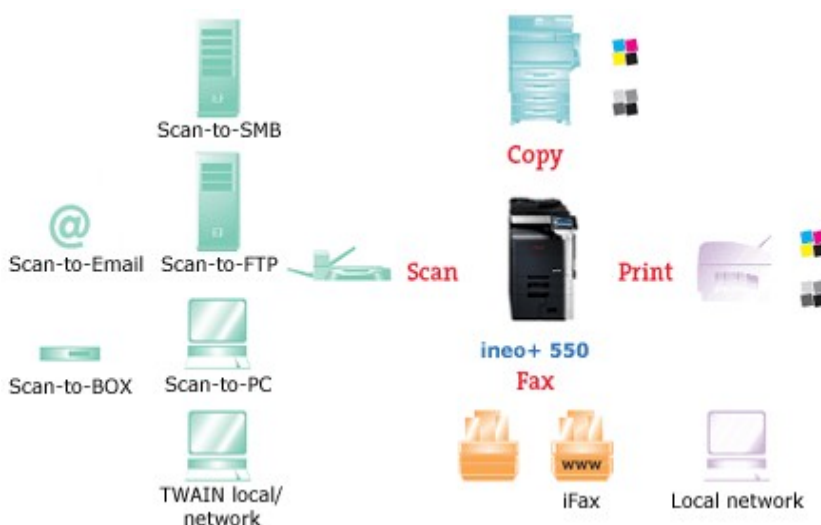 Scan-to-SMB
Copy
@
Scan-to-Email
Scan-to-FTP
Scan
Print
ineo+ 550
Fax
Scan-to-BOX
Scan-to-PC
www
TWAIN local/
network
iFax
Local network